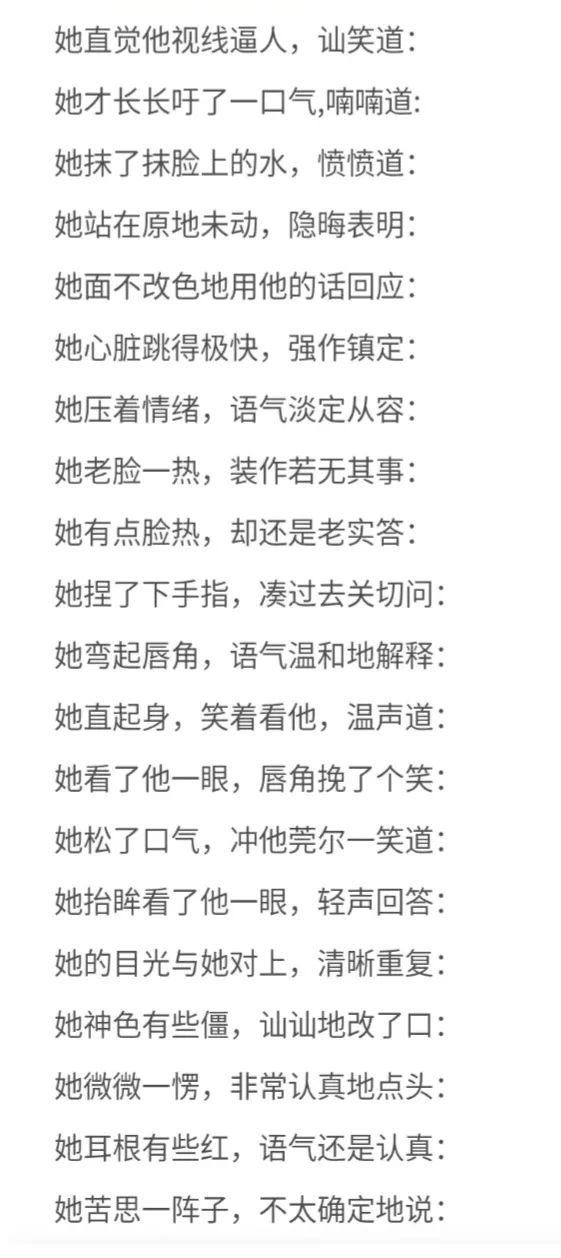 她直觉他视线逼人，讪笑道：
她才长长吁了一口气,喃喃道:
她抹了抹脸上的水，愤愤道：
她站在原地未动，隐晦表明：
她面不改色地用他的话回应：
她心脏跳得极快，强作镇定：
她压着情绪，语气淡定从容：
她老脸一热，装作若无其事：
她有点脸热，却还是老实答：
她捏了下手指，凑过去关切问：
她弯起唇角，语气温和地解释：
她直起身，笑着看他，温声道：
她看了他一眼，唇角挽了个笑：
她松了口气，冲他莞尔一笑道：
她抬眸看了他一眼，轻声回答：
她的目光与她对上，清晰重复：
她神色有些僵，讪讪地改了口：
她微微一愣，非常认真地点头：
她耳根有些红，语气还是认真：
她苦思一阵子，不太确定地说：